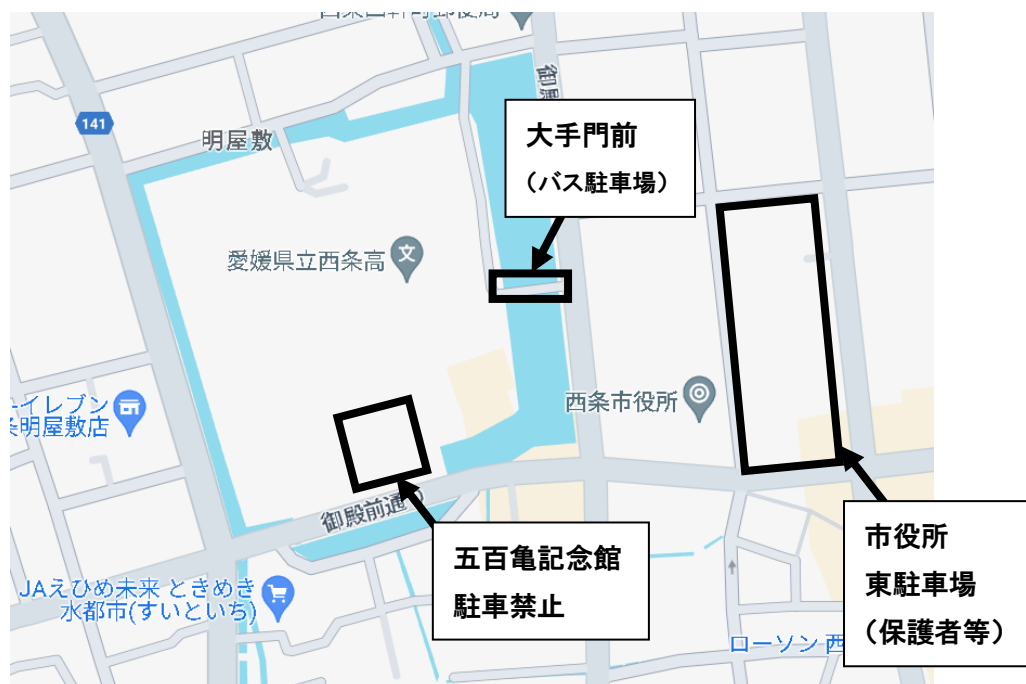 141
明屋敷
大手門前
（バス駐車場）
愛媛県立西条高
文
西条市役所
イレブン
条明屋敷店
御殿前通り
五百亀記念館
駐車禁止
市役所
東駐車場
（保護者等）
JAえひめ未来 ときめき
水都市(すいといち)
ローソン 西